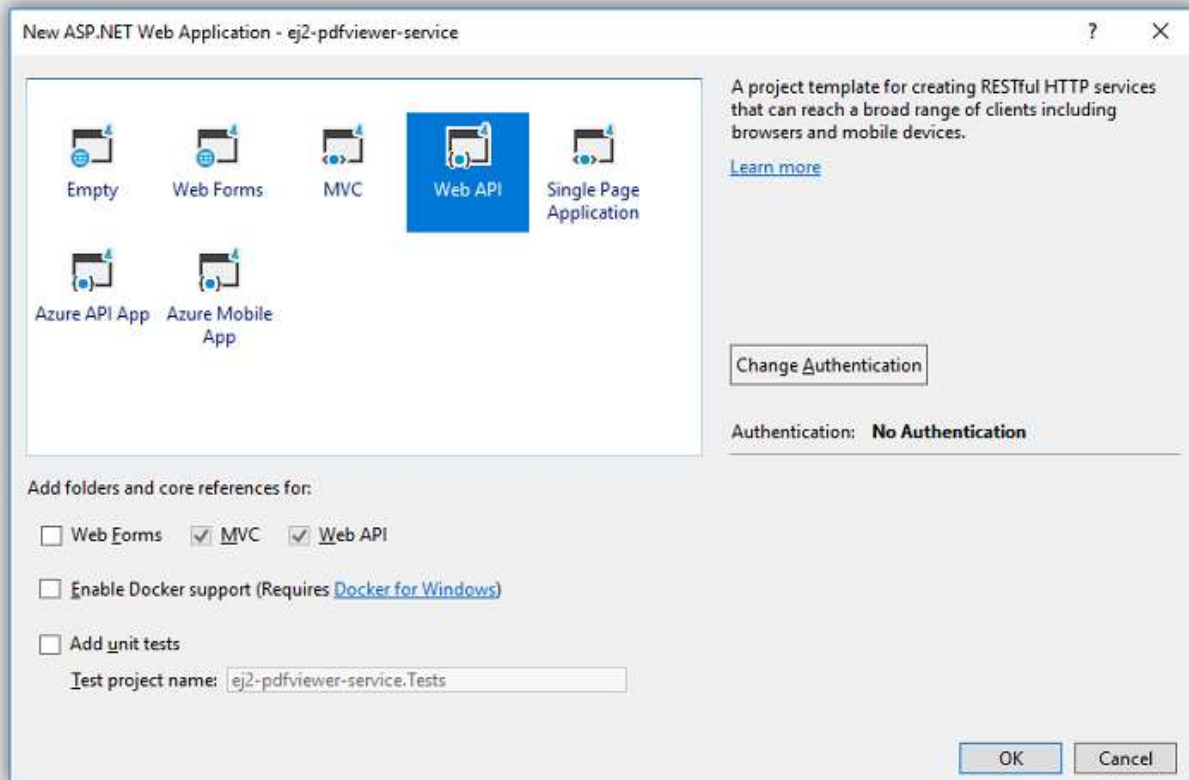 New ASP.NET Web Application - ej2-pdfviewer-service
? 
Empty
Web Forms
MVC
Web API
Single Page
Application
Azure API App
Azure Mobile
App
A project template for creating RESTful HTTP services
that can reach a broad range of clients including
browsers and mobile devices.
Learn more
Change Authentication
Authentication: No Authentication
Add folders and core references for:
Web Forms MVC Web API
Enable Docker support (Requires Docker for Windows)
Add unit tests
Test project name: ej2-pdfviewer-service.Tests
OK Cancel